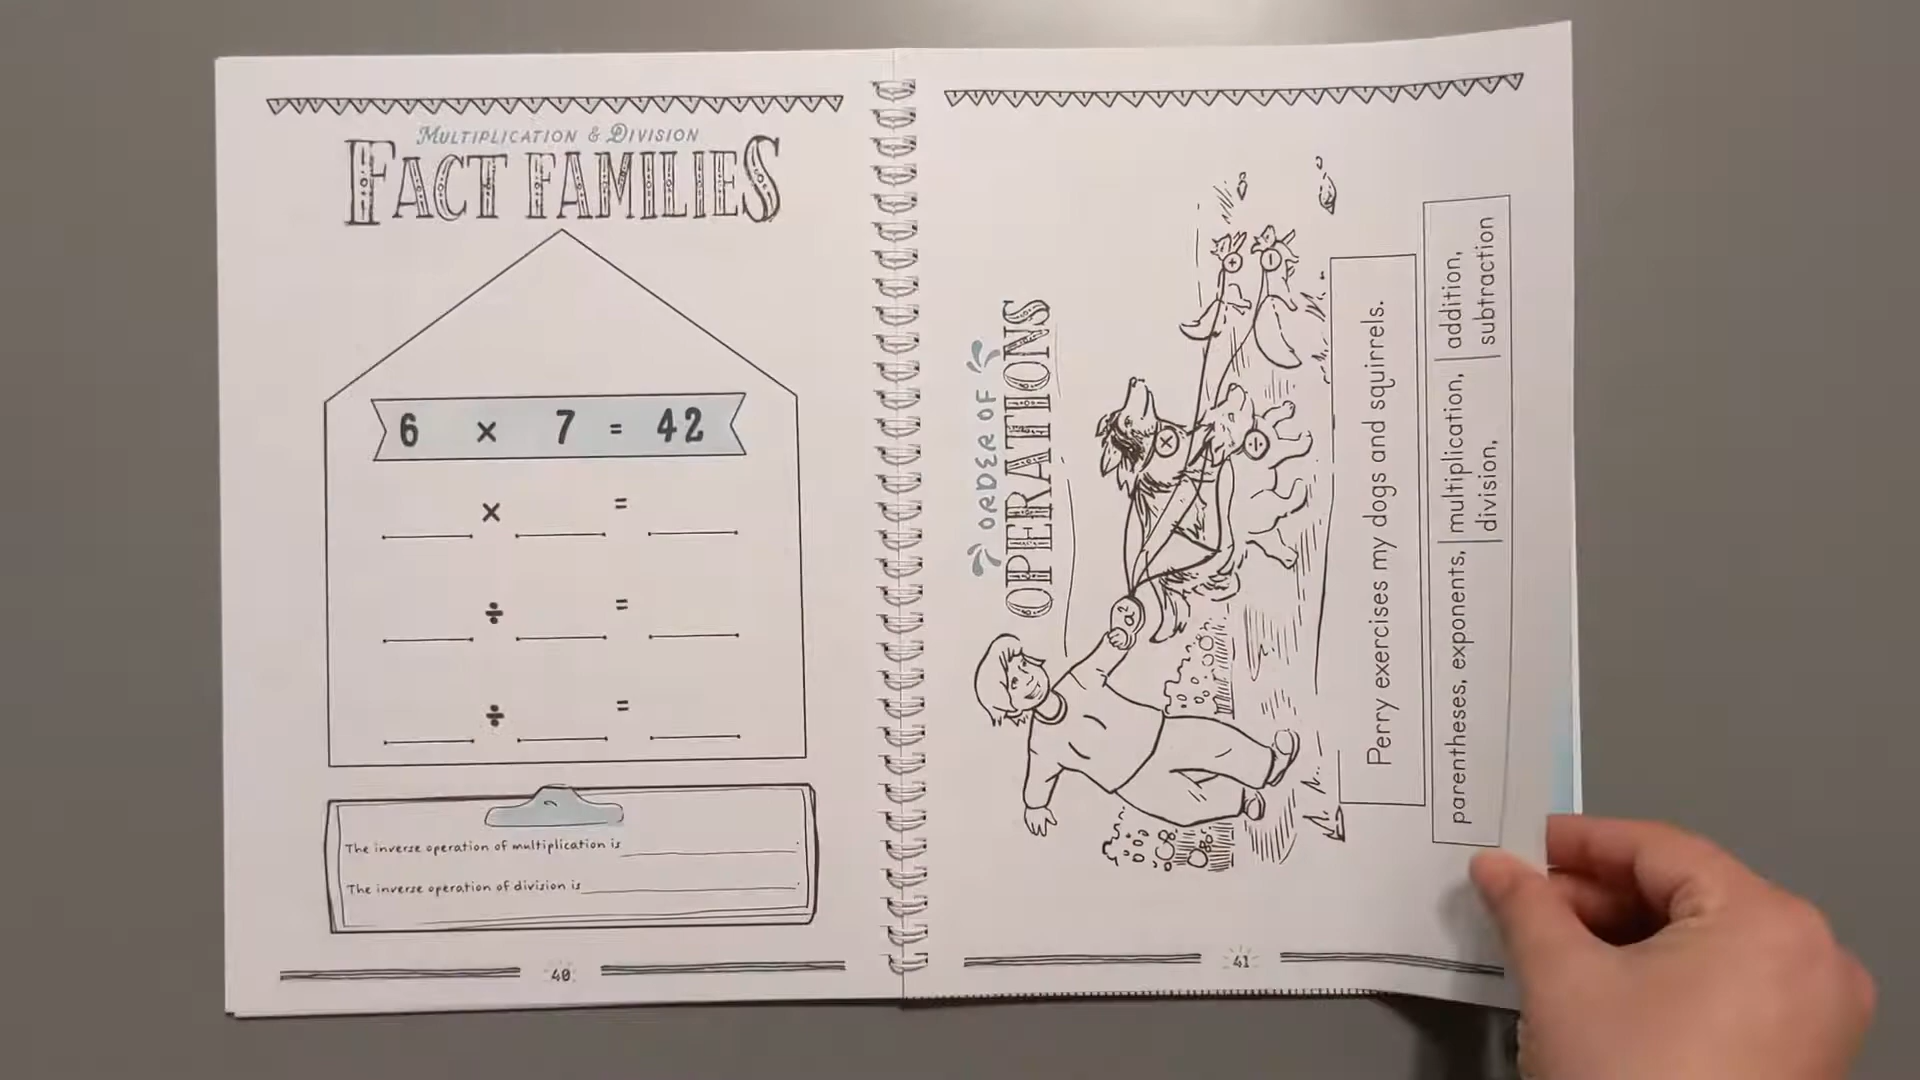 MULTIPLICATION & DIVISION
FACT FAMILIES
6 × 7 = 42
× =
÷ =
÷ =
The inverse operation of multiplication is
The inverse operation of division is
40
ORDER OF
OPERATIONS
a²
× ÷
+ -
Perry exercises my dogs and squirrels.
parentheses, exponents, multiplication, addition,
division, subtraction
41